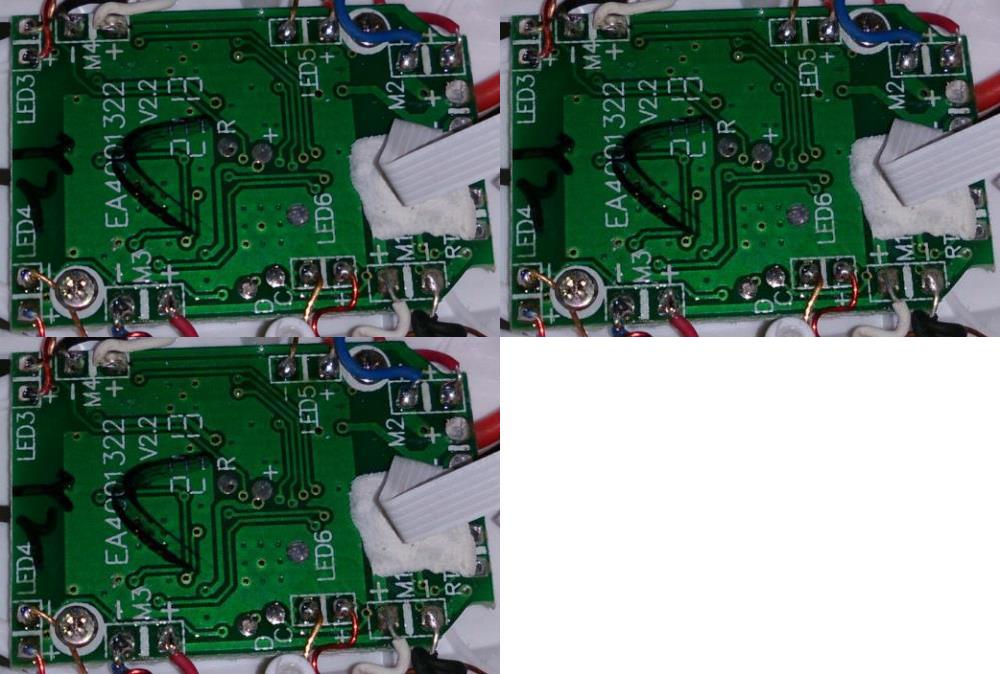 LED3
- M4 +
LED5
M2 +
EA4001322
V2.2
R +
LED4
- M3 +
LED6
M1 +
D C
LED3
- M4 +
LED5
M2 +
EA4001322
V2.2
R +
LED4
- M3 +
LED6
M1 +
D C
LED3
- M4 +
LED5
M2 +
EA4001322
V2.2
R +
LED4
- M3 +
LED6
M1 +
D C